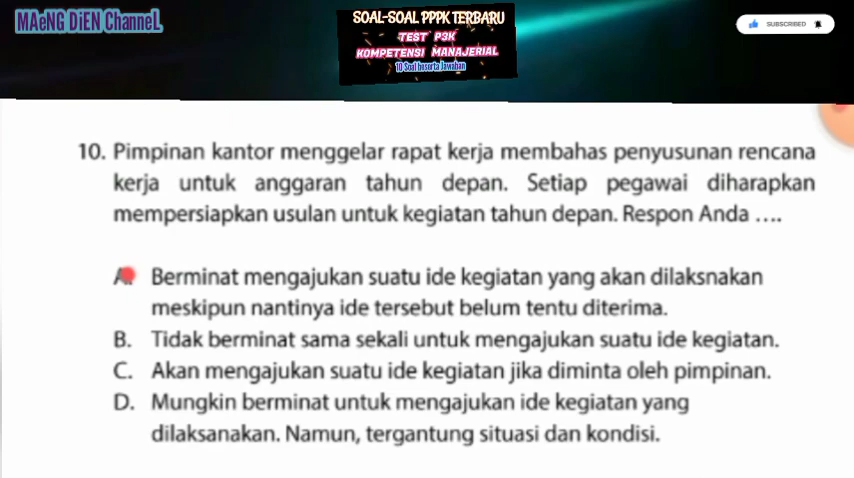 MAeNG DiEN ChanneL
SOAL-SOAL PPPK TERBARU
TEST P3K
KOMPETENSI MANAJERIAL
10 Soal beserta Jawaban
SUBSCRIBED
10. Pimpinan kantor menggelar rapat kerja membahas penyusunan rencana
kerja untuk anggaran tahun depan. Setiap pegawai diharapkan
mempersiapkan usulan untuk kegiatan tahun depan. Respon Anda ....
A. Berminat mengajukan suatu ide kegiatan yang akan dilaksnakan
meskipun nantinya ide tersebut belum tentu diterima.
B. Tidak berminat sama sekali untuk mengajukan suatu ide kegiatan.
C. Akan mengajukan suatu ide kegiatan jika diminta oleh pimpinan.
D. Mungkin berminat untuk mengajukan ide kegiatan yang
dilaksanakan. Namun, tergantung situasi dan kondisi.